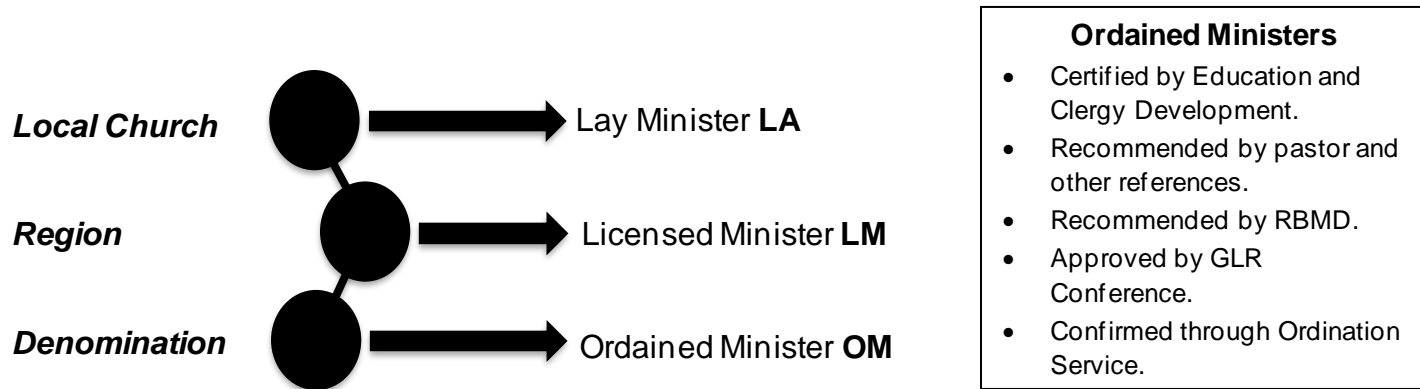 Local Church
Lay Minister LA
Region
Licensed Minister LM
Denomination
Ordained Minister OM
Ordained Ministers
• Certified by Education and
Clergy Development.
• Recommended by pastor and
other references.
• Recommended by RBMD.
• Approved by GLR
Conference.
• Confirmed through Ordination
Service.